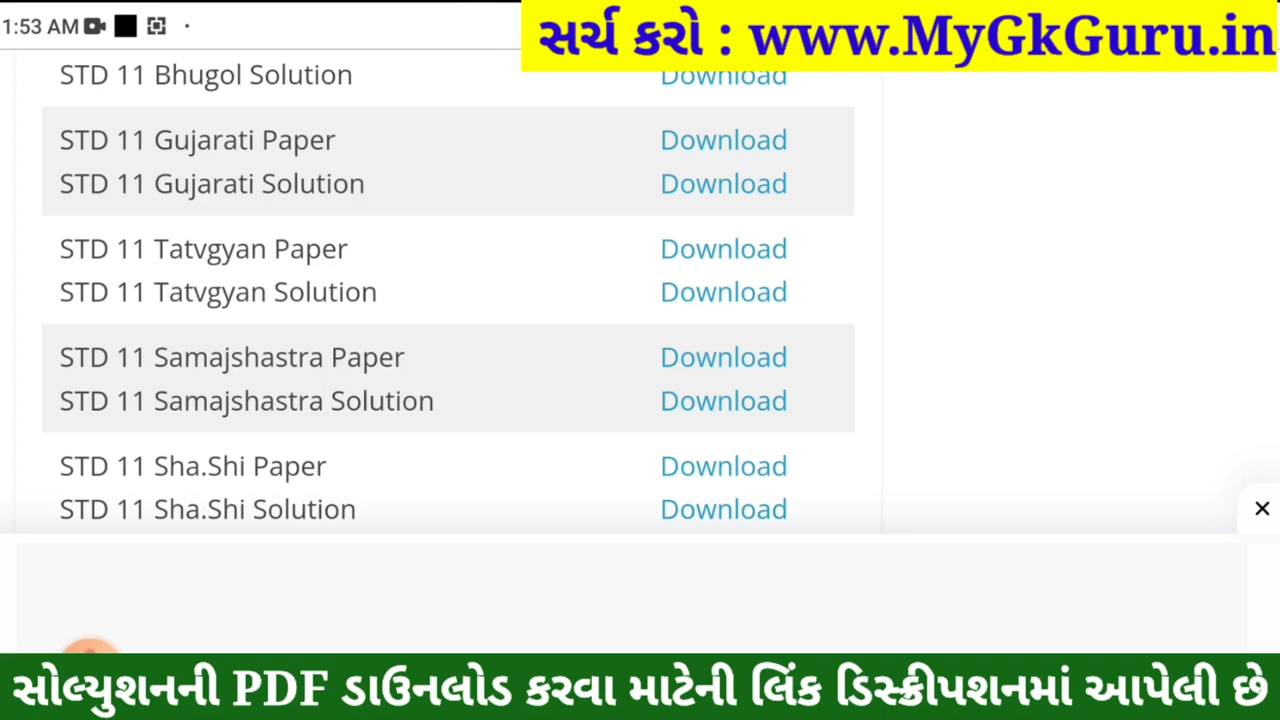 1:53 AM
સર્ચ કરો : www.MyGkGuru.in
STD 11 Bhugol Solution Download
STD 11 Gujarati Paper Download
STD 11 Gujarati Solution Download
STD 11 Tatvgyan Paper Download
STD 11 Tatvgyan Solution Download
STD 11 Samajshastra Paper Download
STD 11 Samajshastra Solution Download
STD 11 Sha.Shi Paper Download
STD 11 Sha.Shi Solution Download
સોલ્યુશનની PDF ડાઉનલોડ કરવા માટેની લિંક ડિસ્ક્રીપશનમાં આપેલી છે